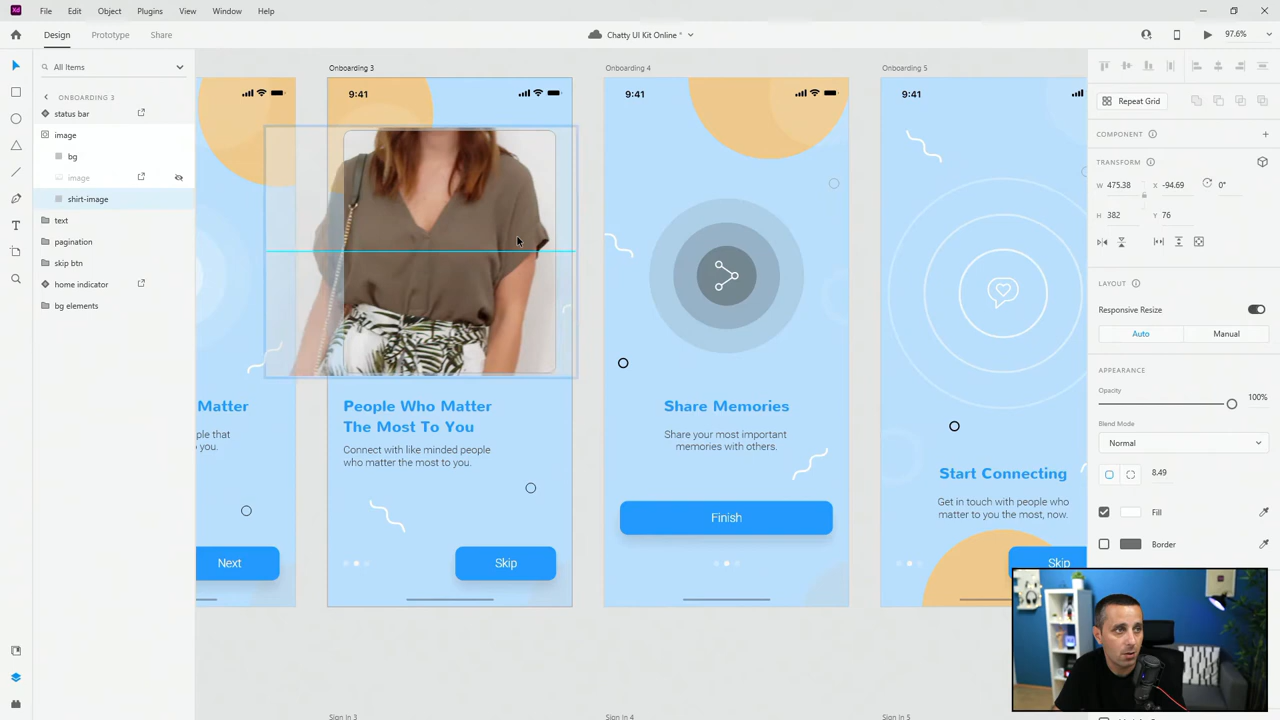 Xd File Edit Object Plugins View Window Help
Design Prototype Share
Chatty UI Kit Online *
97.6%
All Items
ONBOARDING 3
status bar
image
bg
image
shirt-image
text
pagination
skip btn
home indicator
bg elements
Onboarding 3
9:41
People Who Matter
The Most To You
Connect with like minded people
who matter the most to you.
Skip
Matter
ple that
o you.
Next
Onboarding 4
9:41
Share Memories
Share your most important
memories with others.
Finish
Onboarding 5
9:41
Start Connecting
Get in touch with people who
matter to you the most, now.
Skip
Sign In 3
Sign In 4
Sign In 5
Repeat Grid
COMPONENT
TRANSFORM
W 475.38 X -94.69 0°
H 382 Y 76
LAYOUT
Responsive Resize
Auto Manual
APPEARANCE
Opacity
100%
Blend Mode
Normal
8.49
Fill
Border